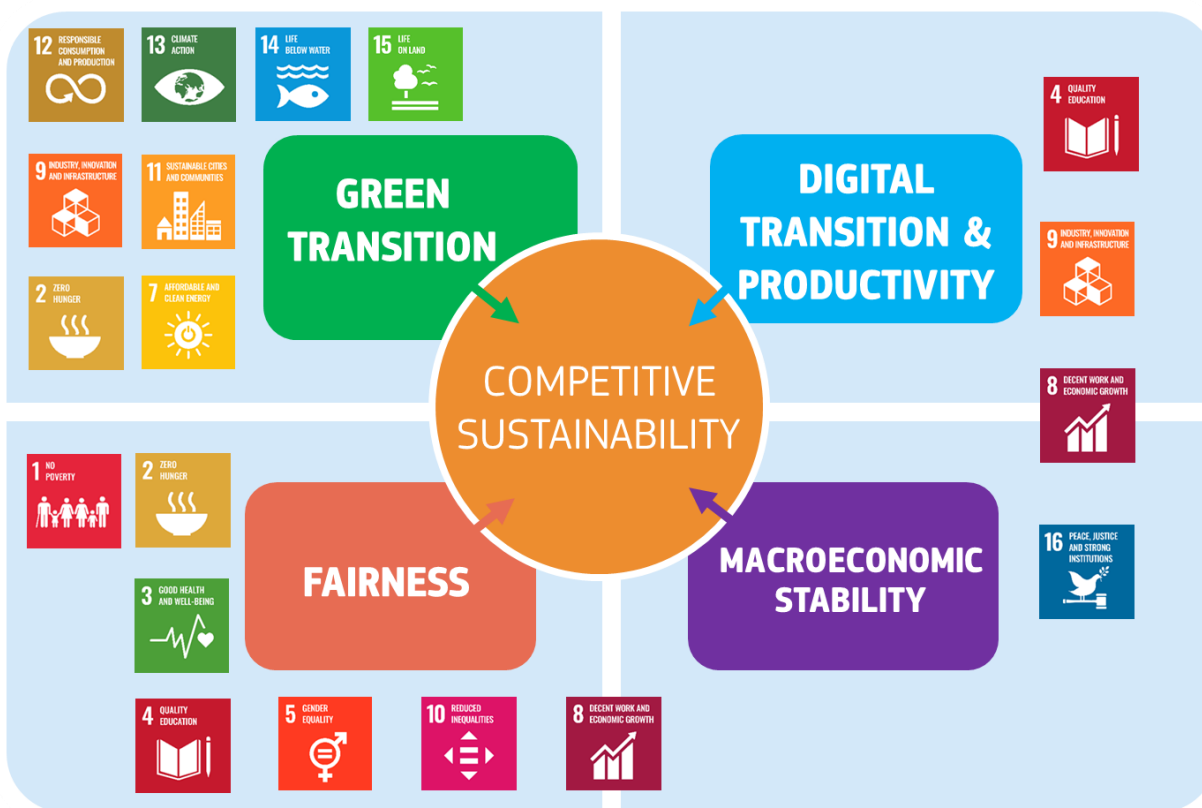 12 RESPONSIBLE
CONSUMPTION
AND PRODUCTION
13 CLIMATE
ACTION
14 LIFE
BELOW WATER
15 LIFE
ON LAND
9 INDUSTRY, INNOVATION
AND INFRASTRUCTURE
11 SUSTAINABLE CITIES
AND COMMUNITIES
2 ZERO
HUNGER
7 AFFORDABLE AND
CLEAN ENERGY
GREEN
TRANSITION
DIGITAL
TRANSITION &
PRODUCTIVITY
4 QUALITY
EDUCATION
9 INDUSTRY, INNOVATION
AND INFRASTRUCTURE
8 DECENT WORK AND
ECONOMIC GROWTH
COMPETITIVE
SUSTAINABILITY
1 NO
POVERTY
2 ZERO
HUNGER
3 GOOD HEALTH
AND WELL-BEING
FAIRNESS
4 QUALITY
EDUCATION
5 GENDER
EQUALITY
10 REDUCED
INEQUALITIES
8 DECENT WORK AND
ECONOMIC GROWTH
MACROECONOMIC
STABILITY
16 PEACE, JUSTICE
AND STRONG
INSTITUTIONS